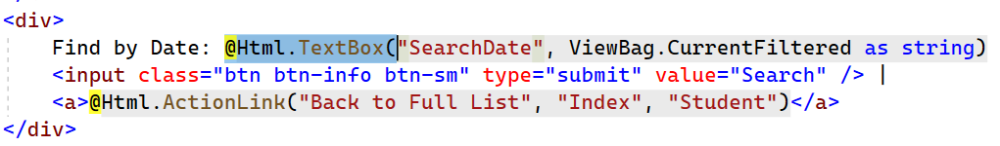 <div>
Find by Date: @Html.TextBox("SearchDate", ViewBag.CurrentFiltered as string)
<input class="btn btn-info btn-sm" type="submit" value="Search" /> |
<a>@Html.ActionLink("Back to Full List", "Index", "Student")</a>
</div>